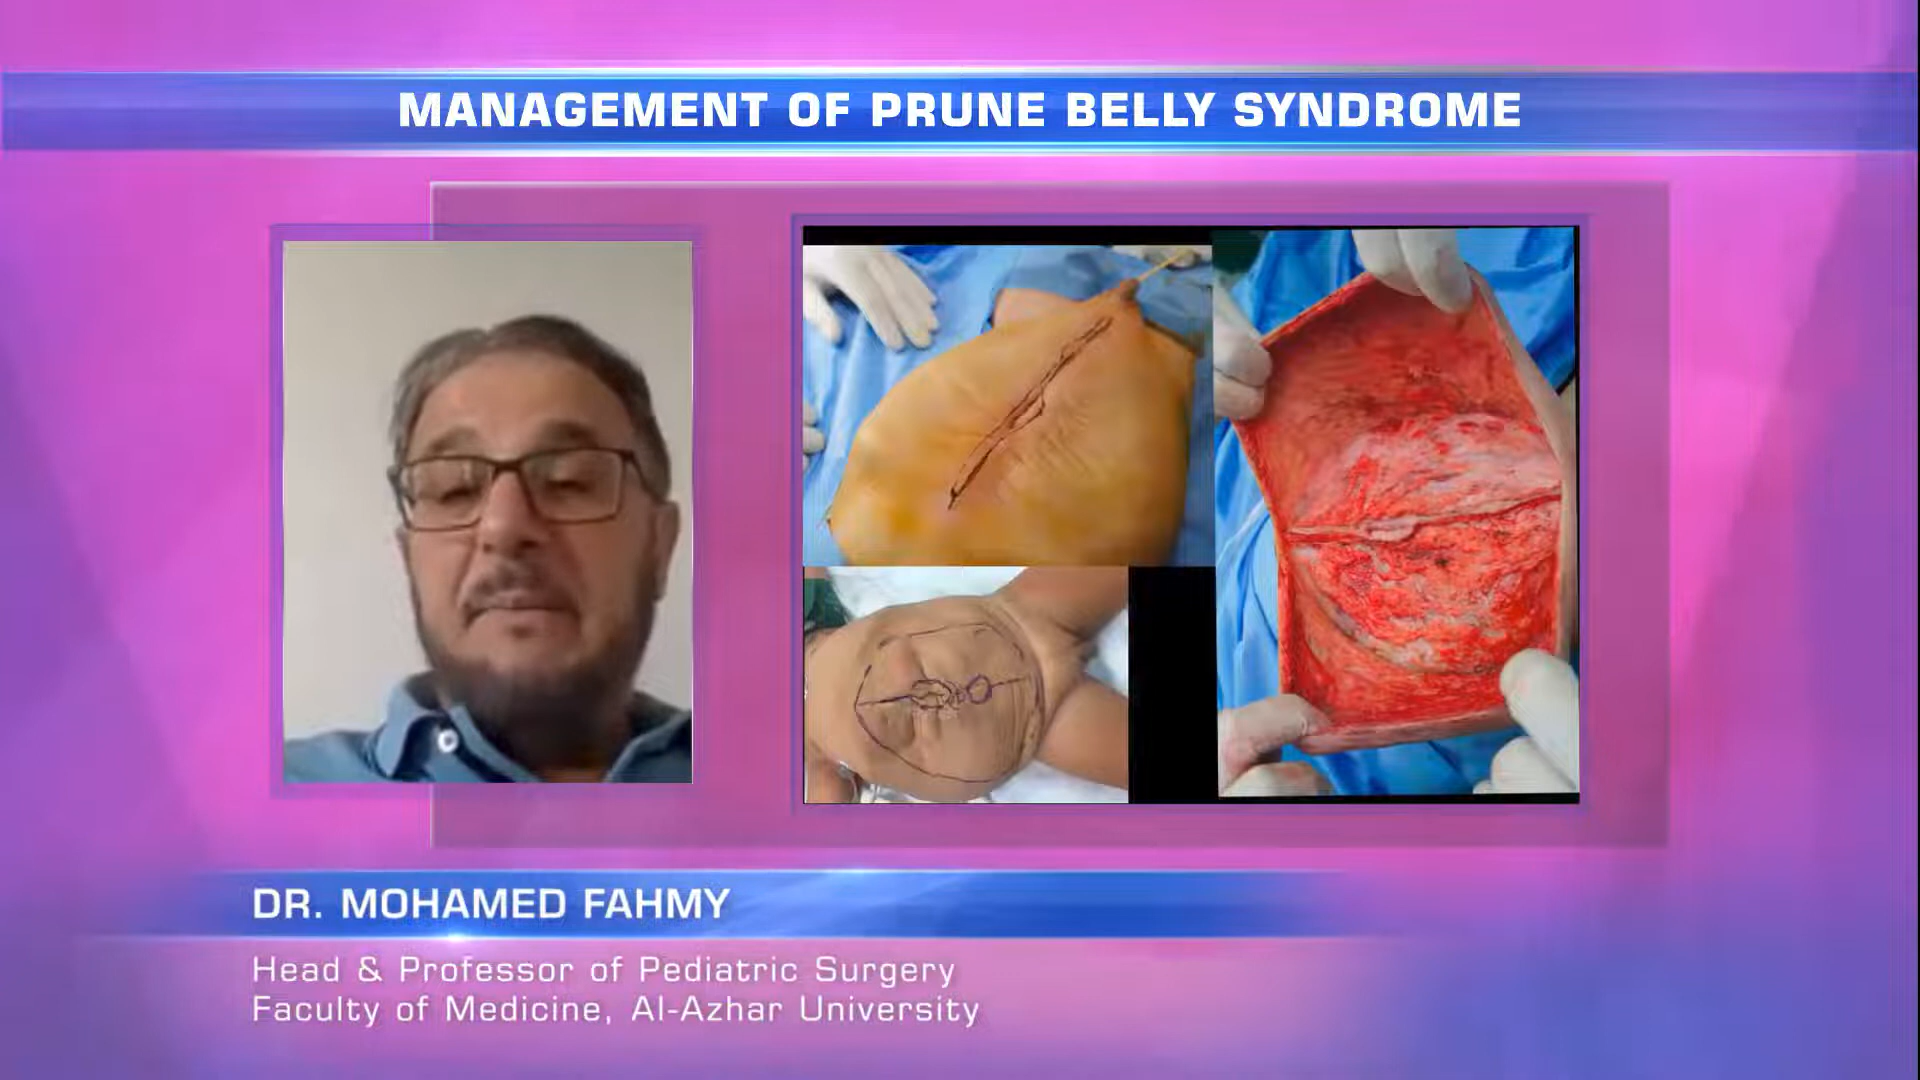 MANAGEMENT OF PRUNE BELLY SYNDROME
DR. MOHAMED FAHMY
Head & Professor of Pediatric Surgery
Faculty of Medicine, Al-Azhar University